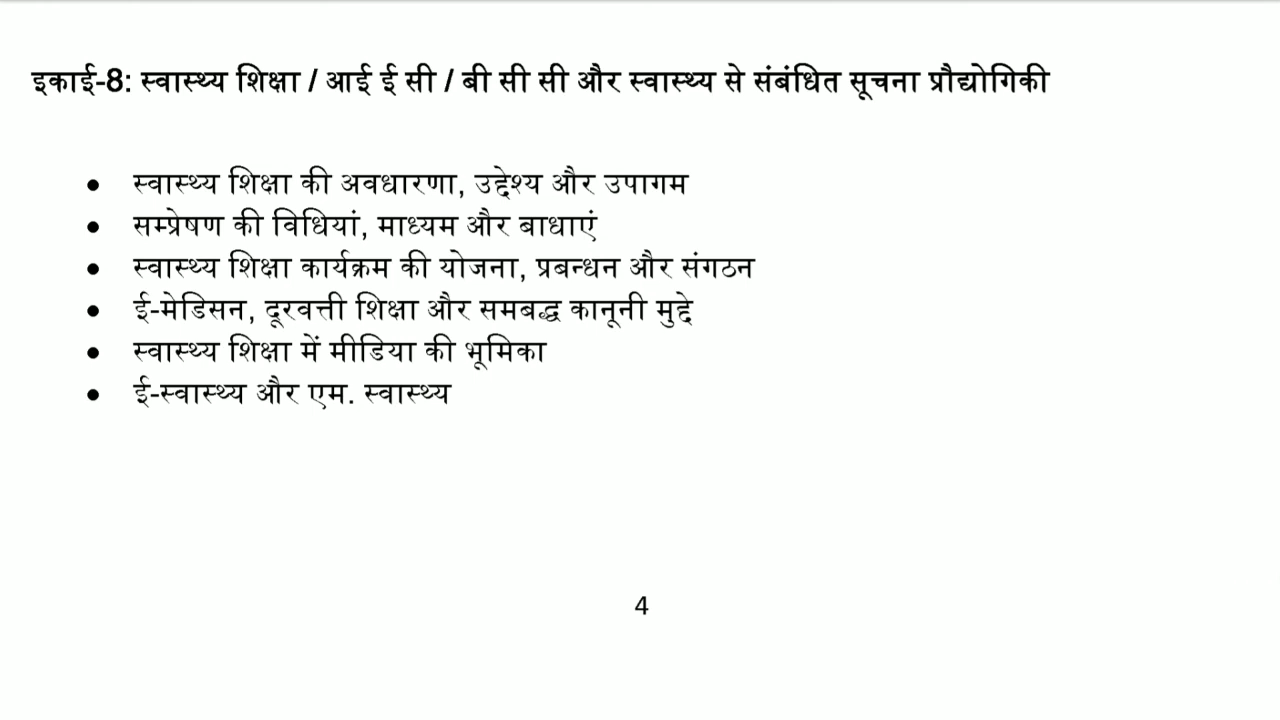 इकाई-8: स्वास्थ्य शिक्षा / आई ई सी / बी सी सी और स्वास्थ्य से संबंधित सूचना प्रौद्योगिकी
• स्वास्थ्य शिक्षा की अवधारणा, उद्देश्य और उपागम
• सम्प्रेषण की विधियां, माध्यम और बाधाएं
• स्वास्थ्य शिक्षा कार्यक्रम की योजना, प्रबन्धन और संगठन
• ई-मेडिसन, दूरवर्त्ती शिक्षा और समबद्ध कानूनी मुद्दे
• स्वास्थ्य शिक्षा में मीडिया की भूमिका
• ई-स्वास्थ्य और एम. स्वास्थ्य
4